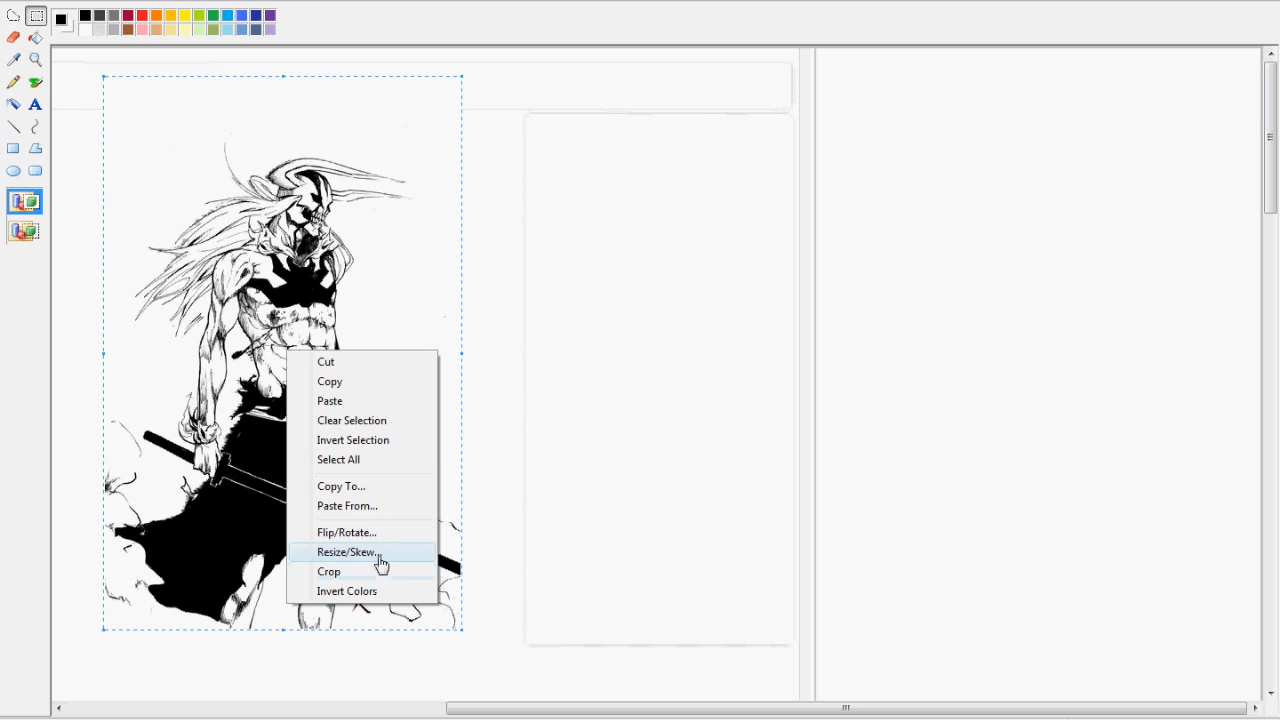 A
Cut
Copy
Paste
Clear Selection
Invert Selection
Select All
Copy To...
Paste From...
Flip/Rotate...
Resize/Skew...
Crop
Invert Colors